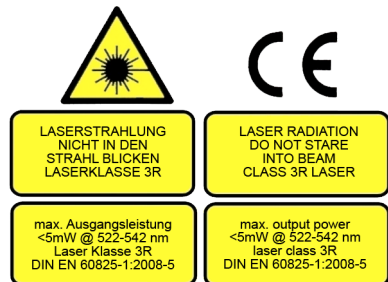 CE
LASERSTRAHLUNG
NICHT IN DEN
STRAHL BLICKEN
LASERKLASSE 3R
LASER RADIATION
DO NOT STARE
INTO BEAM
CLASS 3R LASER
max. Ausgangsleistung
<5mW @ 522-542 nm
Laser Klasse 3R
DIN EN 60825-1:2008-5
max. output power
<5mW @ 522-542 nm
laser class 3R
DIN EN 60825-1:2008-5